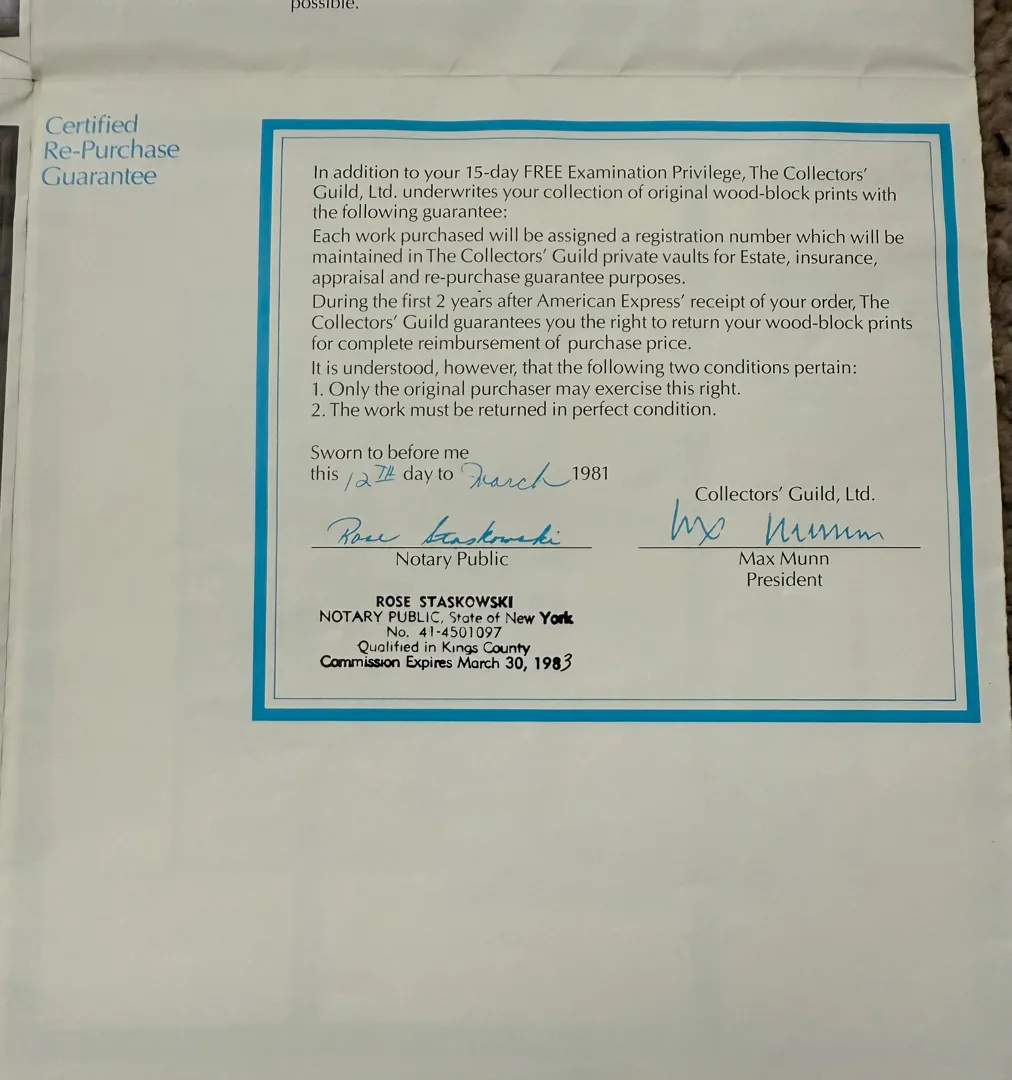 possible.
Certified
Re-Purchase
Guarantee
In addition to your 15-day FREE Examination Privilege, The Collectors'
Guild, Ltd. underwrites your collection of original wood-block prints with
the following guarantee:
Each work purchased will be assigned a registration number which will be
maintained in The Collectors' Guild private vaults for Estate, insurance,
appraisal and re-purchase guarantee purposes.
During the first 2 years after American Express' receipt of your order, The
Collectors' Guild guarantees you the right to return your wood-block prints
for complete reimbursement of purchase price.
It is understood, however, that the following two conditions pertain:
1. Only the original purchaser may exercise this right.
2. The work must be returned in perfect condition.
Sworn to before me
this 12TH day to March 1981
Collectors' Guild, Ltd.
Rose Staskowski
Notary Public
Max Munn
Max Munn
President
ROSE STASKOWSKI
NOTARY PUBLIC, State of New York
No. 41-4501097
Qualified in Kings County
Commission Expires March 30, 1983